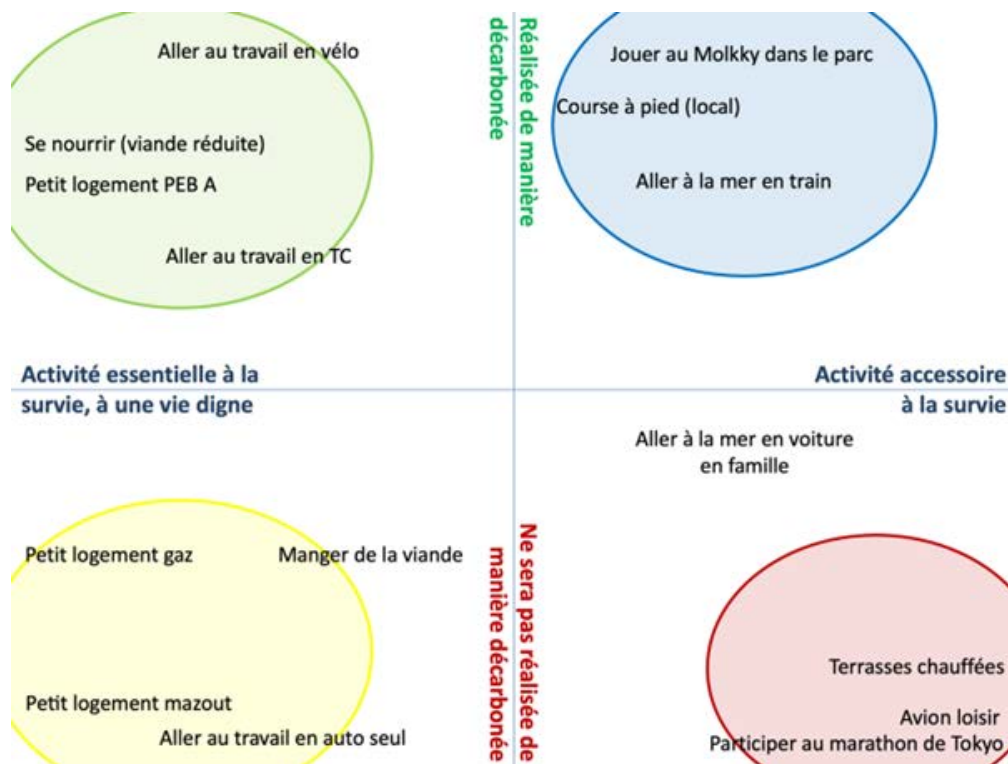 Aller au travail en vélo
Se nourrir (viande réduite)
Petit logement PEB A
Aller au travail en TC
Réalisée de manière
décarbonée
Jouer au Molkky dans le parc
Course à pied (local)
Aller à la mer en train
Activité essentielle à la
survie, à une vie digne
Activité accessoire
à la survie
Aller à la mer en voiture
en famille
Petit logement gaz
Manger de la viande
Petit logement mazout
Aller au travail en auto seul
Ne sera pas réalisée de
manière décarbonée
Terrasses chauffées
Avion loisir
Participer au marathon de Tokyo